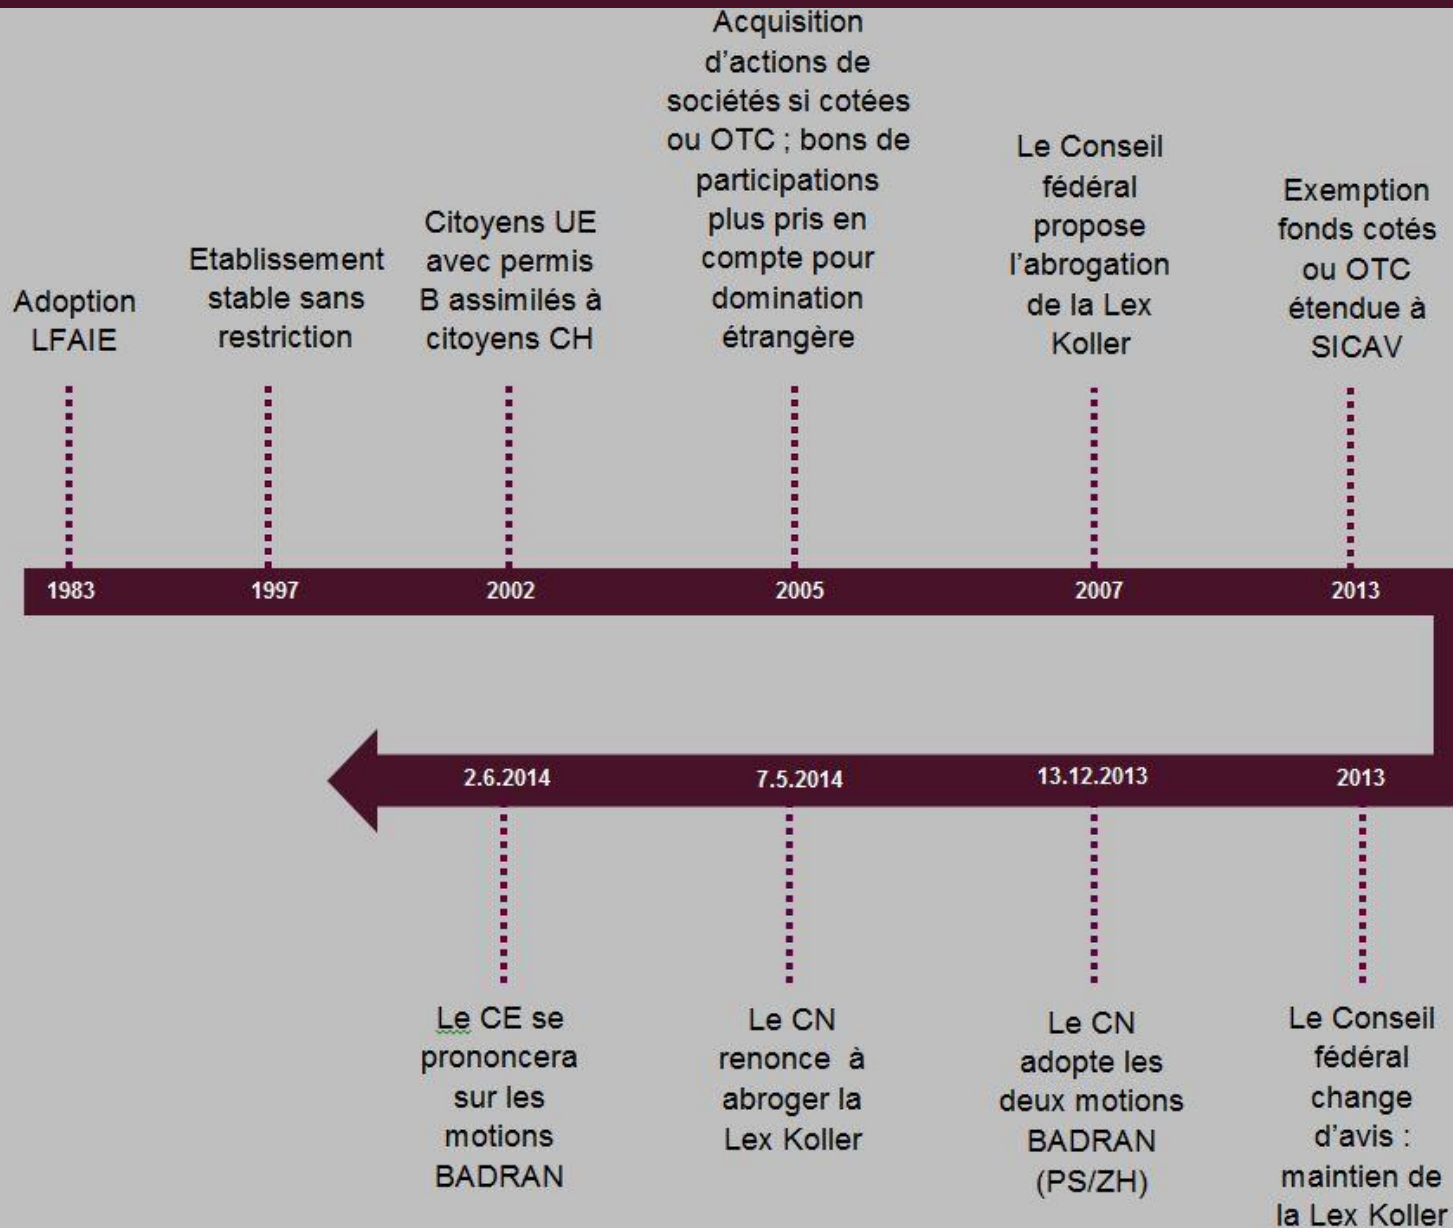 Adoption
LFAIE
Etablissement
stable sans
restriction
Citoyens UE
avec permis
B assimilés à
citoyens CH
Acquisition
d'actions de
sociétés si cotées
ou OTC ; bons de
participations
plus pris en
compte pour
domination
étrangère
Le Conseil
fédéral
propose
l'abrogation
de la Lex
Koller
Exemption
fonds cotés
ou OTC
étendue à
SICAV
1983
1997
2002
2005
2007
2013
2.6.2014
7.5.2014
13.12.2013
2013
Le CE se
prononcera
sur les
motions
BADRAN
Le CN
renonce à
abroger la
Lex Koller
Le CN
adopte les
deux motions
BADRAN
(PS/ZH)
Le Conseil
fédéral
change
d'avis :
maintien de
la Lex Koller